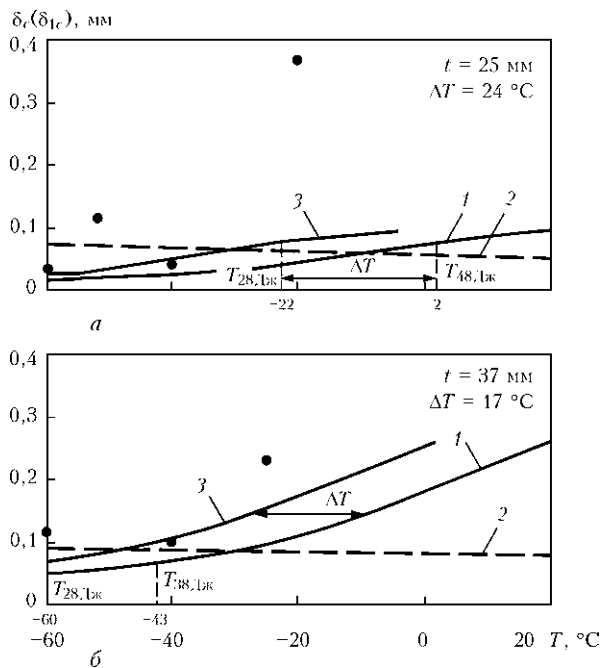 δc(δ1c), мм
0,4
t = 25 мм
ΔT = 24 °C
0,3
0,2
3
1
2
0,1
T28Дж
ΔT
T48Дж
0
−22
2
а
0,4
t = 37 мм
ΔT = 17 °C
0,3
1
0,2
3
ΔT
2
0,1
T28Дж
T38Дж
0
−60
−43
−60
−40
−20
0
20
T, °C
б